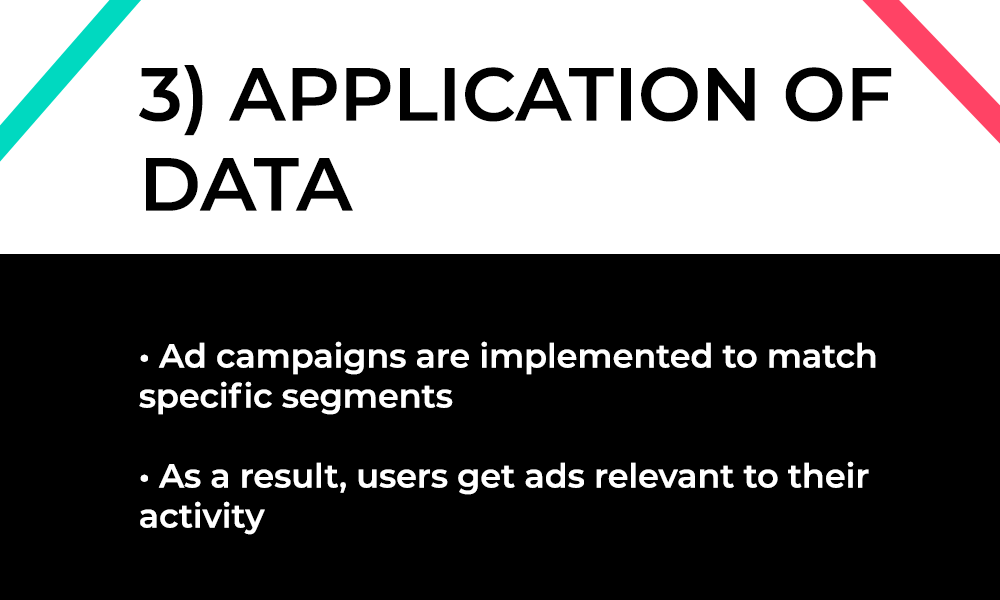 3) APPLICATION OF
DATA
• Ad campaigns are implemented to match
specific segments
• As a result, users get ads relevant to their
activity